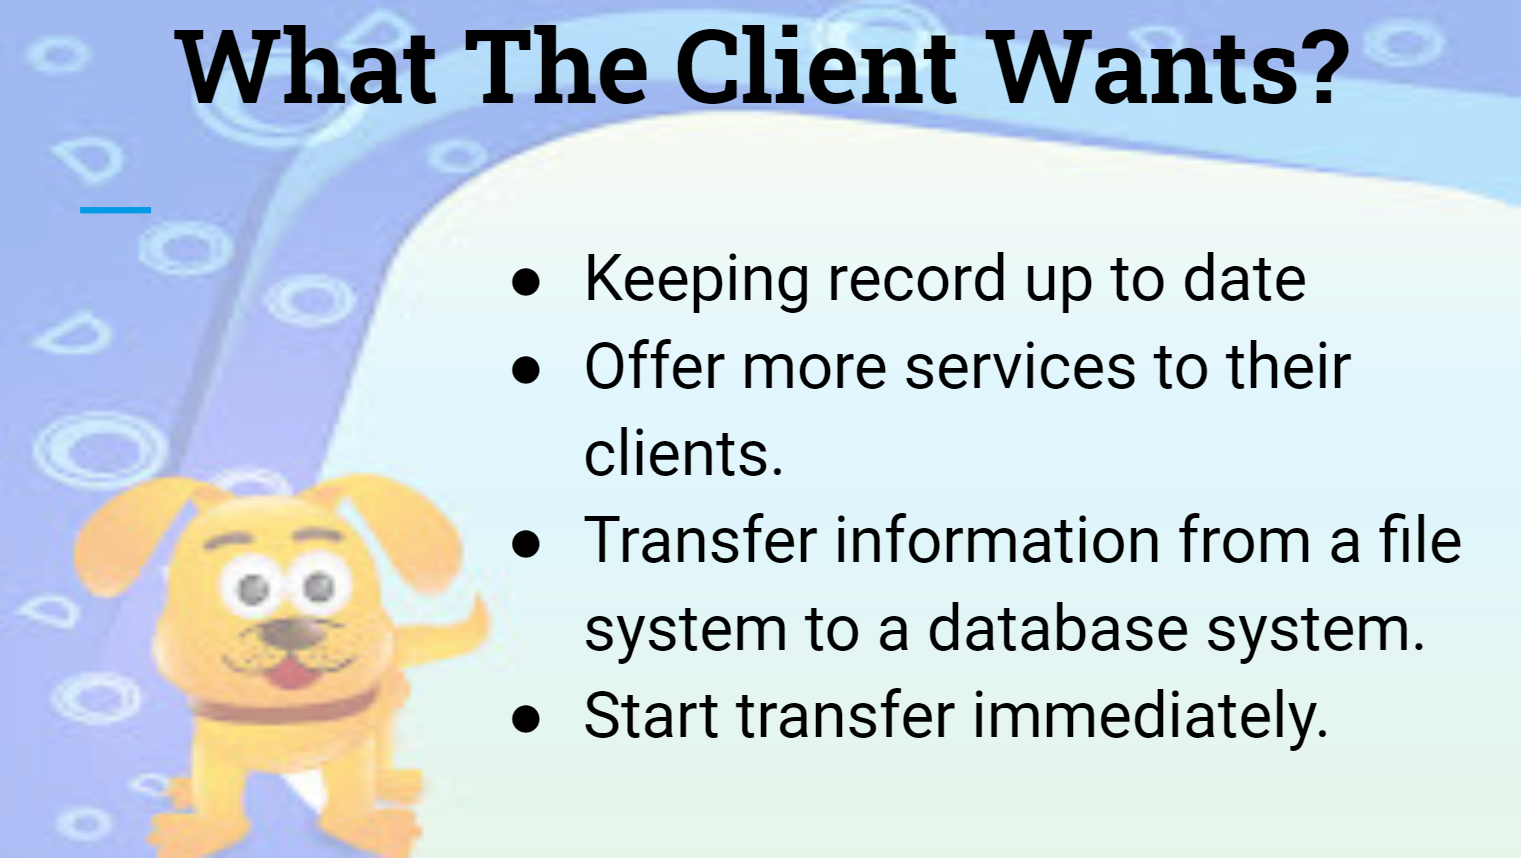 What The Client Wants?
● Keeping record up to date
● Offer more services to their
clients.
● Transfer information from a file
system to a database system.
● Start transfer immediately.